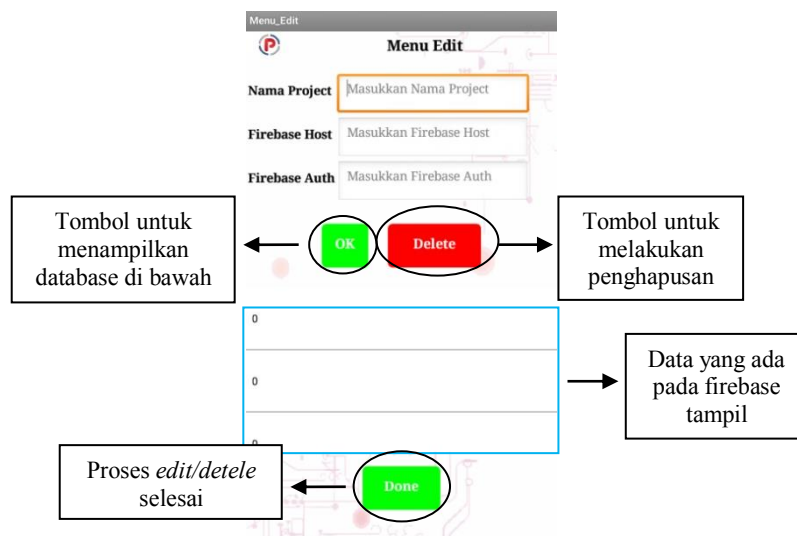 Menu_Edit
P
Menu Edit
Nama Project
Masukkan Nama Project
Firebase Host
Masukkan Firebase Host
Firebase Auth
Masukkan Firebase Auth
Tombol untuk
menampilkan
database di bawah
OK
Delete
Tombol untuk
melakukan
penghapusan
0
0
0
Data yang ada
pada firebase
tampil
Proses edit/detele
selesai
Done